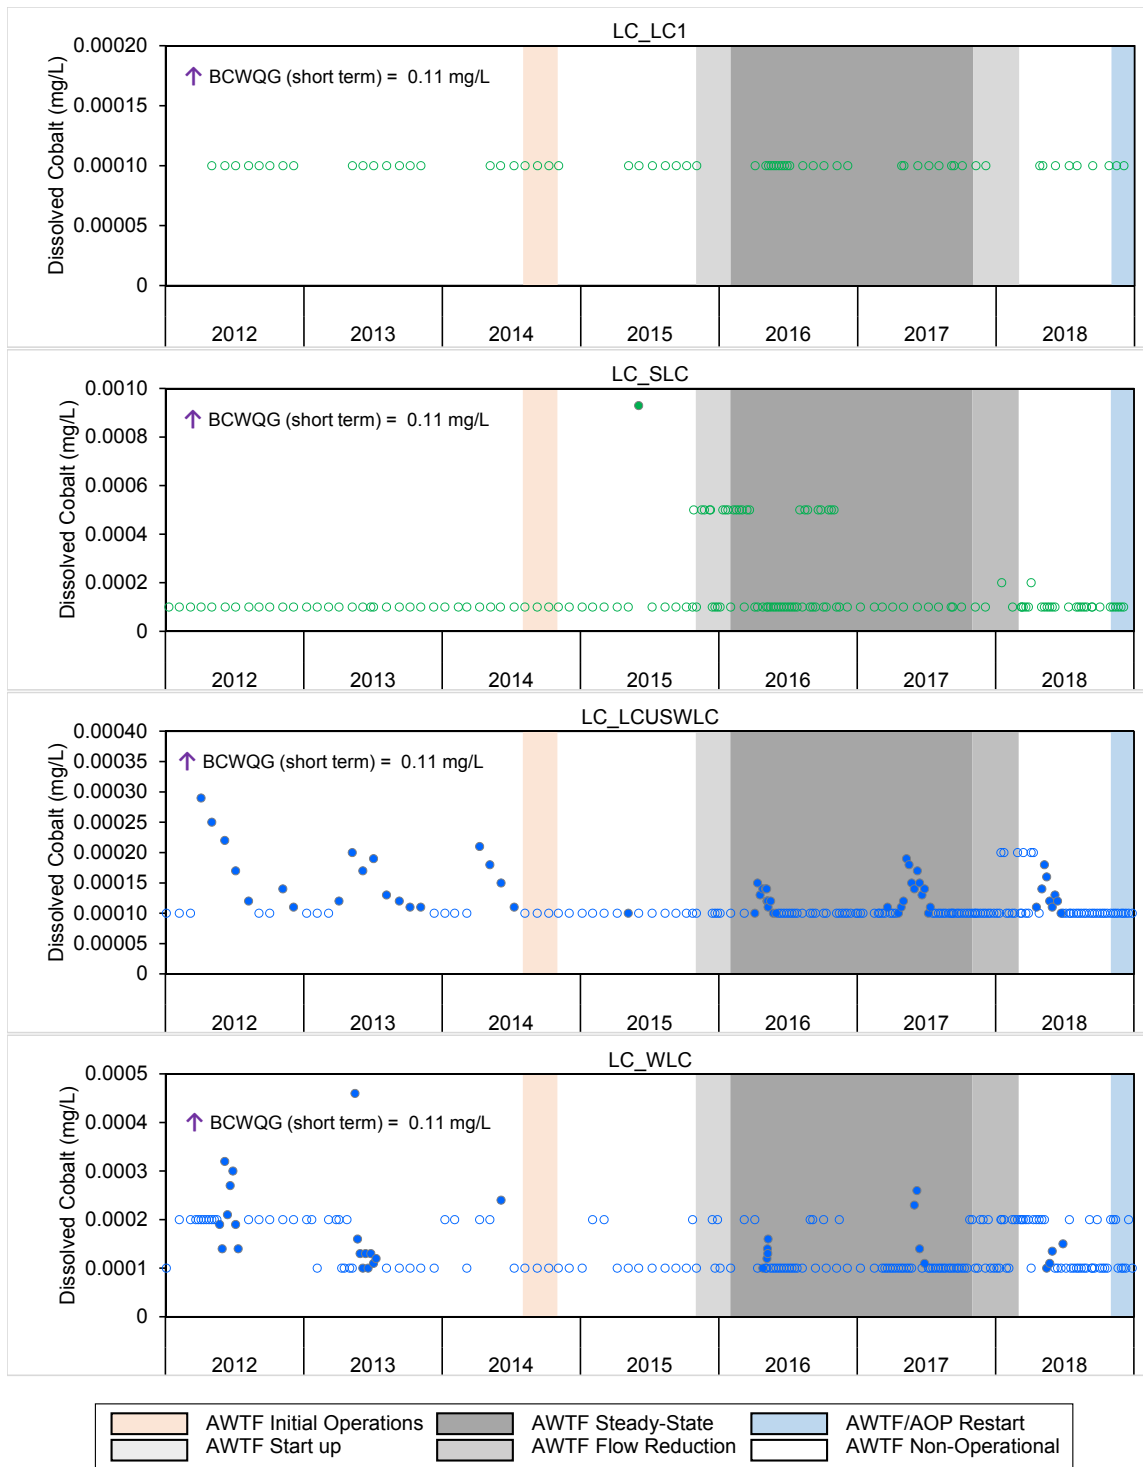 LC_LC1
Dissolved Cobalt (mg/L)
0.00020
0.00015
0.00010
0.00005
0
↑ BCWQG (short term) = 0.11 mg/L
2012 2013 2014 2015 2016 2017 2018
LC_SLC
Dissolved Cobalt (mg/L)
0.0010
0.0008
0.0006
0.0004
0.0002
0
↑ BCWQG (short term) = 0.11 mg/L
2012 2013 2014 2015 2016 2017 2018
LC_LCUSWLC
Dissolved Cobalt (mg/L)
0.00040
0.00035
0.00030
0.00025
0.00020
0.00015
0.00010
0.00005
0
↑ BCWQG (short term) = 0.11 mg/L
2012 2013 2014 2015 2016 2017 2018
LC_WLC
Dissolved Cobalt (mg/L)
0.0005
0.0004
0.0003
0.0002
0.0001
0
↑ BCWQG (short term) = 0.11 mg/L
2012 2013 2014 2015 2016 2017 2018
AWTF Initial Operations AWTF Steady-State AWTF/AOP Restart
AWTF Start up AWTF Flow Reduction AWTF Non-Operational